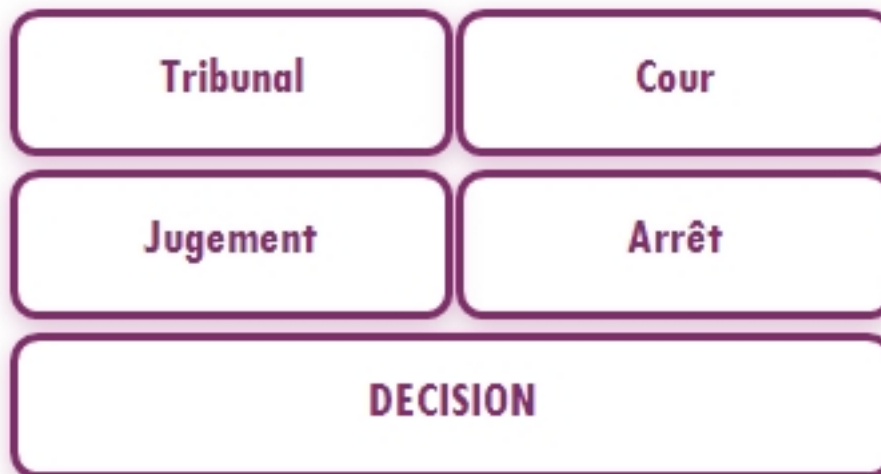 Tribunal
Cour
Jugement
Arrêt
DECISION